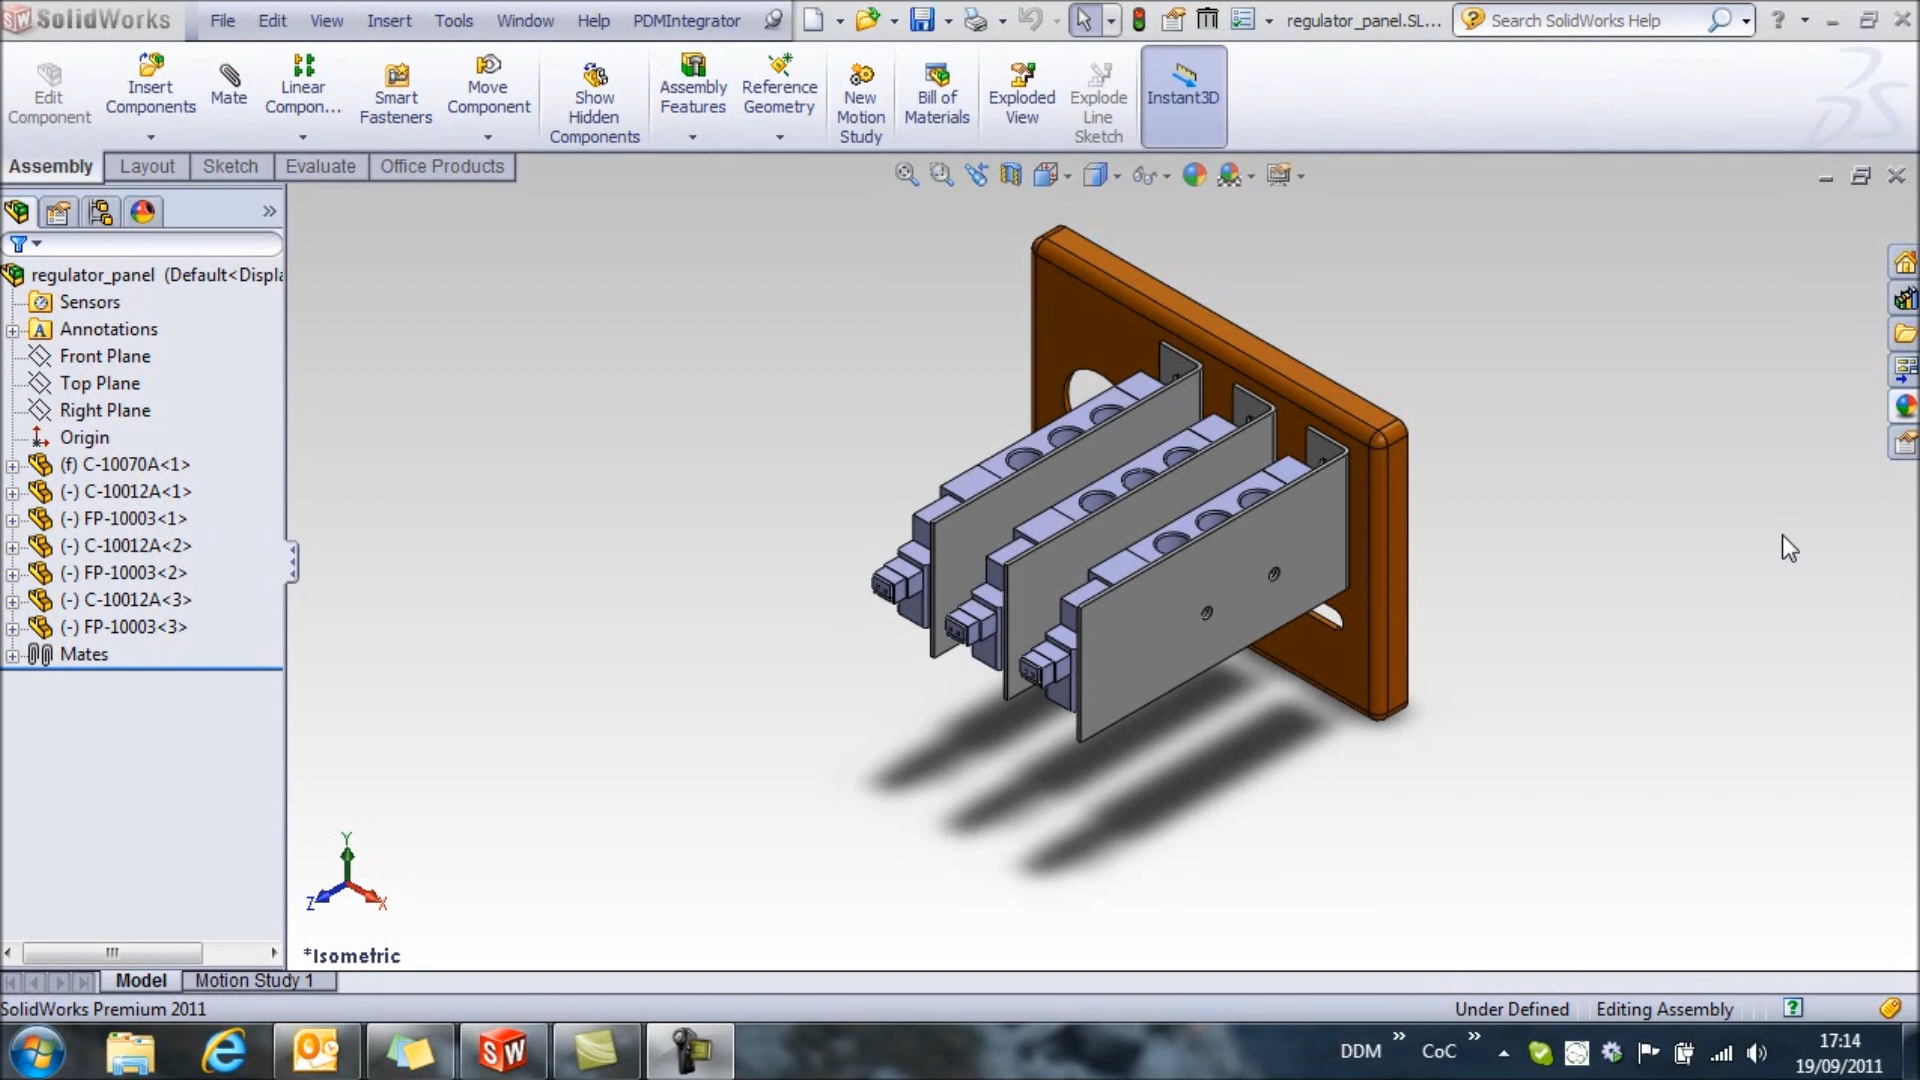 SolidWorks File Edit View Insert Tools Window Help PDMIntegrator regulator_panel.SL... Search SolidWorks Help
Edit Component
Insert Components
Mate
Linear Compon...
Smart Fasteners
Move Component
Show Hidden Components
Assembly Features
Reference Geometry
New Motion Study
Bill of Materials
Exploded View
Explode Line Sketch
Instant3D
Assembly Layout Sketch Evaluate Office Products
regulator_panel (Default<Displa
Sensors
Annotations
Front Plane
Top Plane
Right Plane
Origin
(f) C-10070A<1>
(-) C-10012A<1>
(-) FP-10003<1>
(-) C-10012A<2>
(-) FP-10003<2>
(-) C-10012A<3>
(-) FP-10003<3>
Mates
Y
Z X
*Isometric
Model Motion Study 1
SolidWorks Premium 2011 Under Defined Editing Assembly
DDM CoC 17:14
19/09/2011